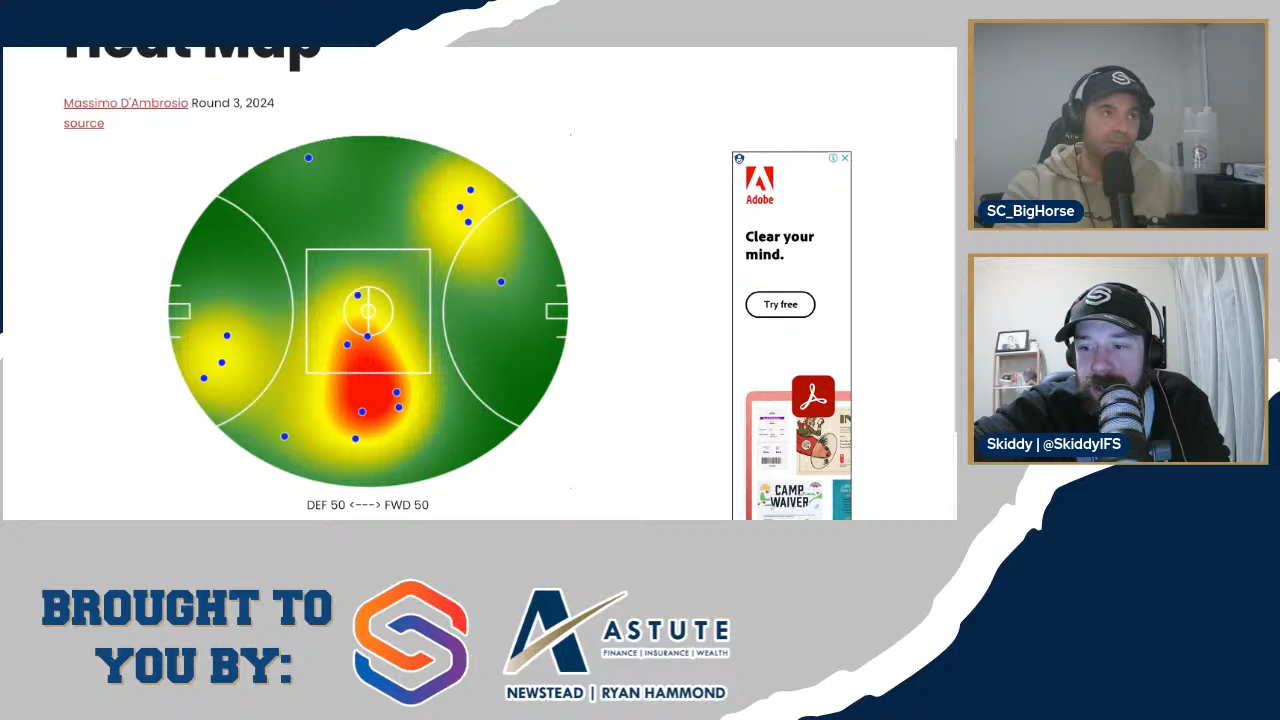 Heat Map
Massimo D'Ambrosio Round 3, 2024
source
DEF 50 <---> FWD 50
Adobe
Clear your
mind.
Try free
CAMP
WAIVER
SC_BigHorse
Skiddy | @SkiddyIFS
BROUGHT TO
YOU BY:
ASTUTE
FINANCE | INSURANCE | WEALTH
NEWSTEAD | RYAN HAMMOND